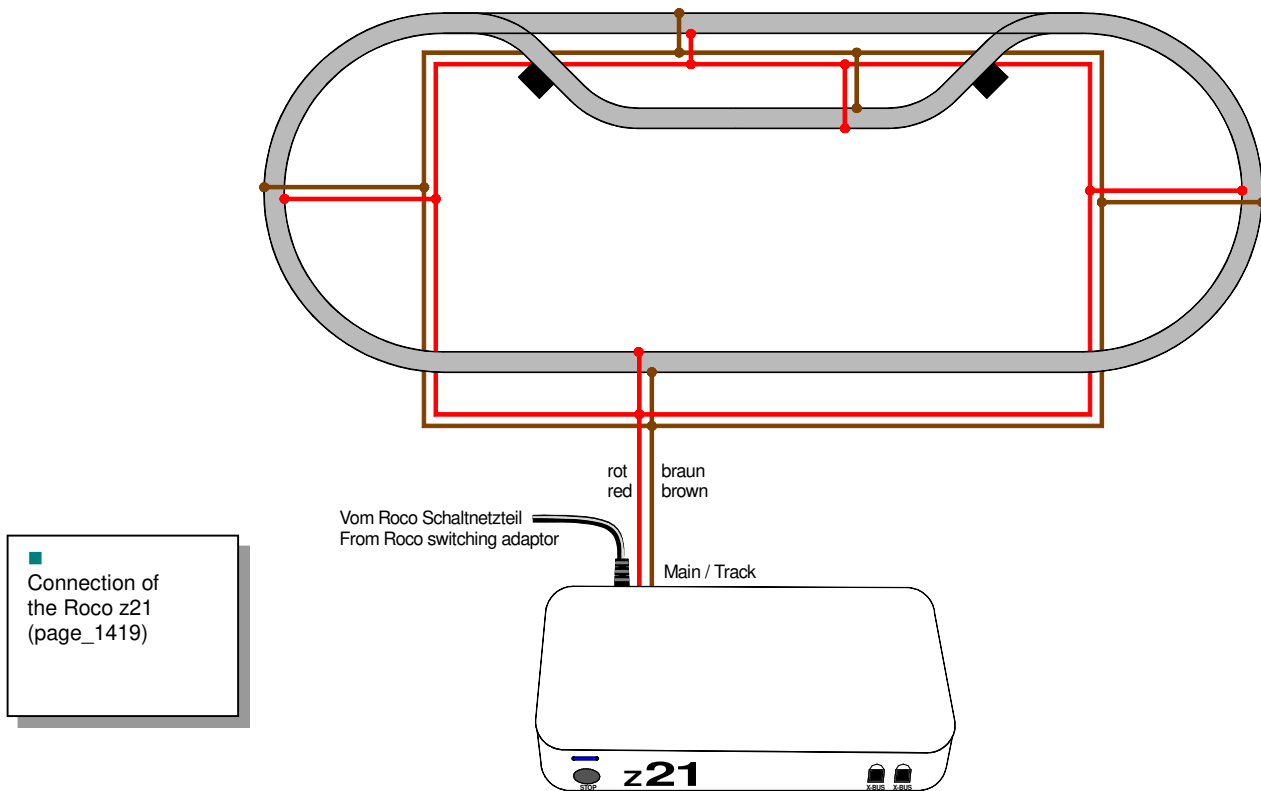 rot braun
red brown
Vom Roco Schaltnetzteil
From Roco switching adaptor
Main / Track
Connection of
the Roco z21
(page_1419)
STOP
z21
X-BUS X-BUS